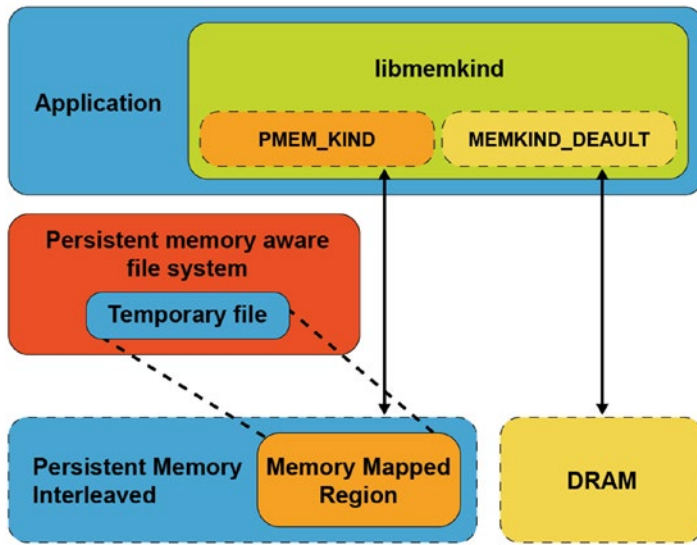 libmemkind
Application
PMEM_KIND
MEMKIND_DEAULT
Persistent memory aware
file system
Temporary file
Persistent Memory
Interleaved
Memory Mapped
Region
DRAM